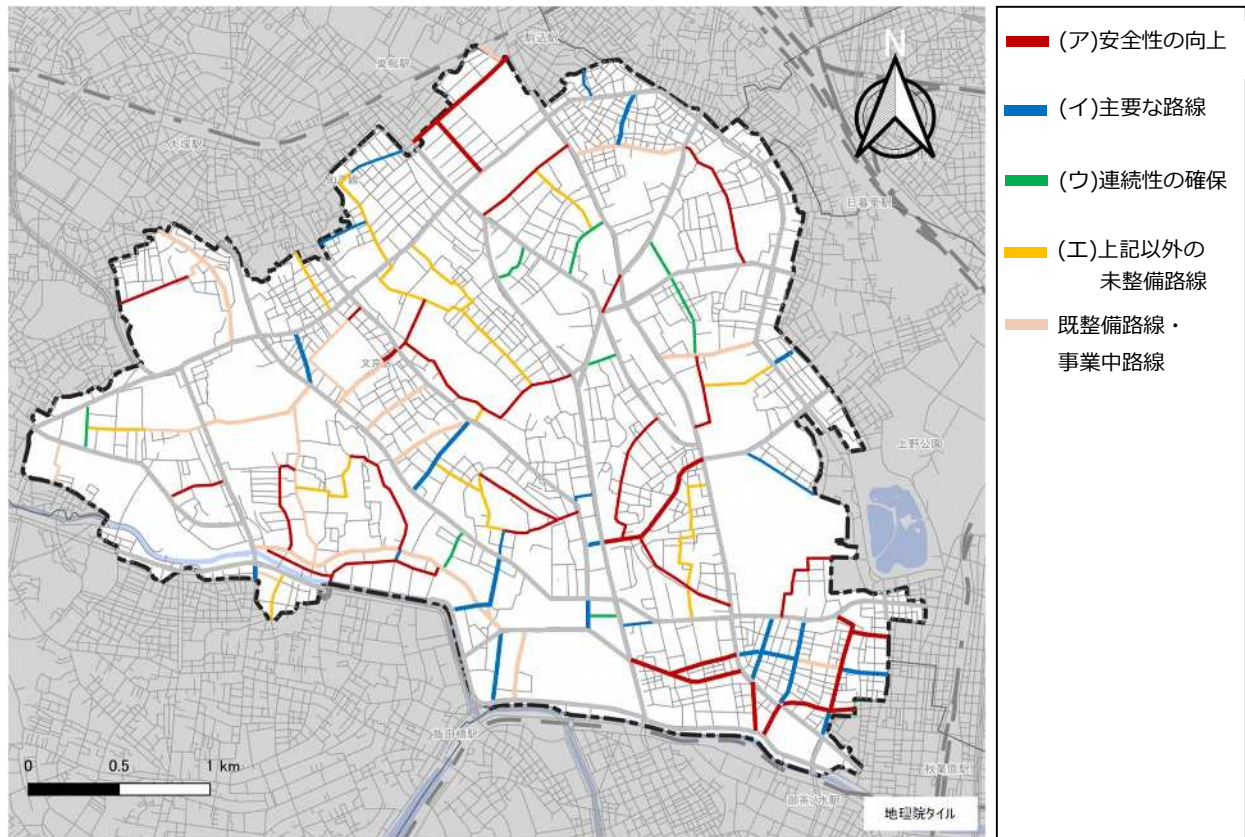 駒込駅
巣鴨駅
大塚駅
N
日暮里駅
上野公園
飯田橋駅
秋葉原駅
御茶ノ水駅
0 0.5 1 km
地理院タイル
(ア)安全性の向上
(イ)主要な路線
(ウ)連続性の確保
(エ)上記以外の
未整備路線
既整備路線・
事業中路線